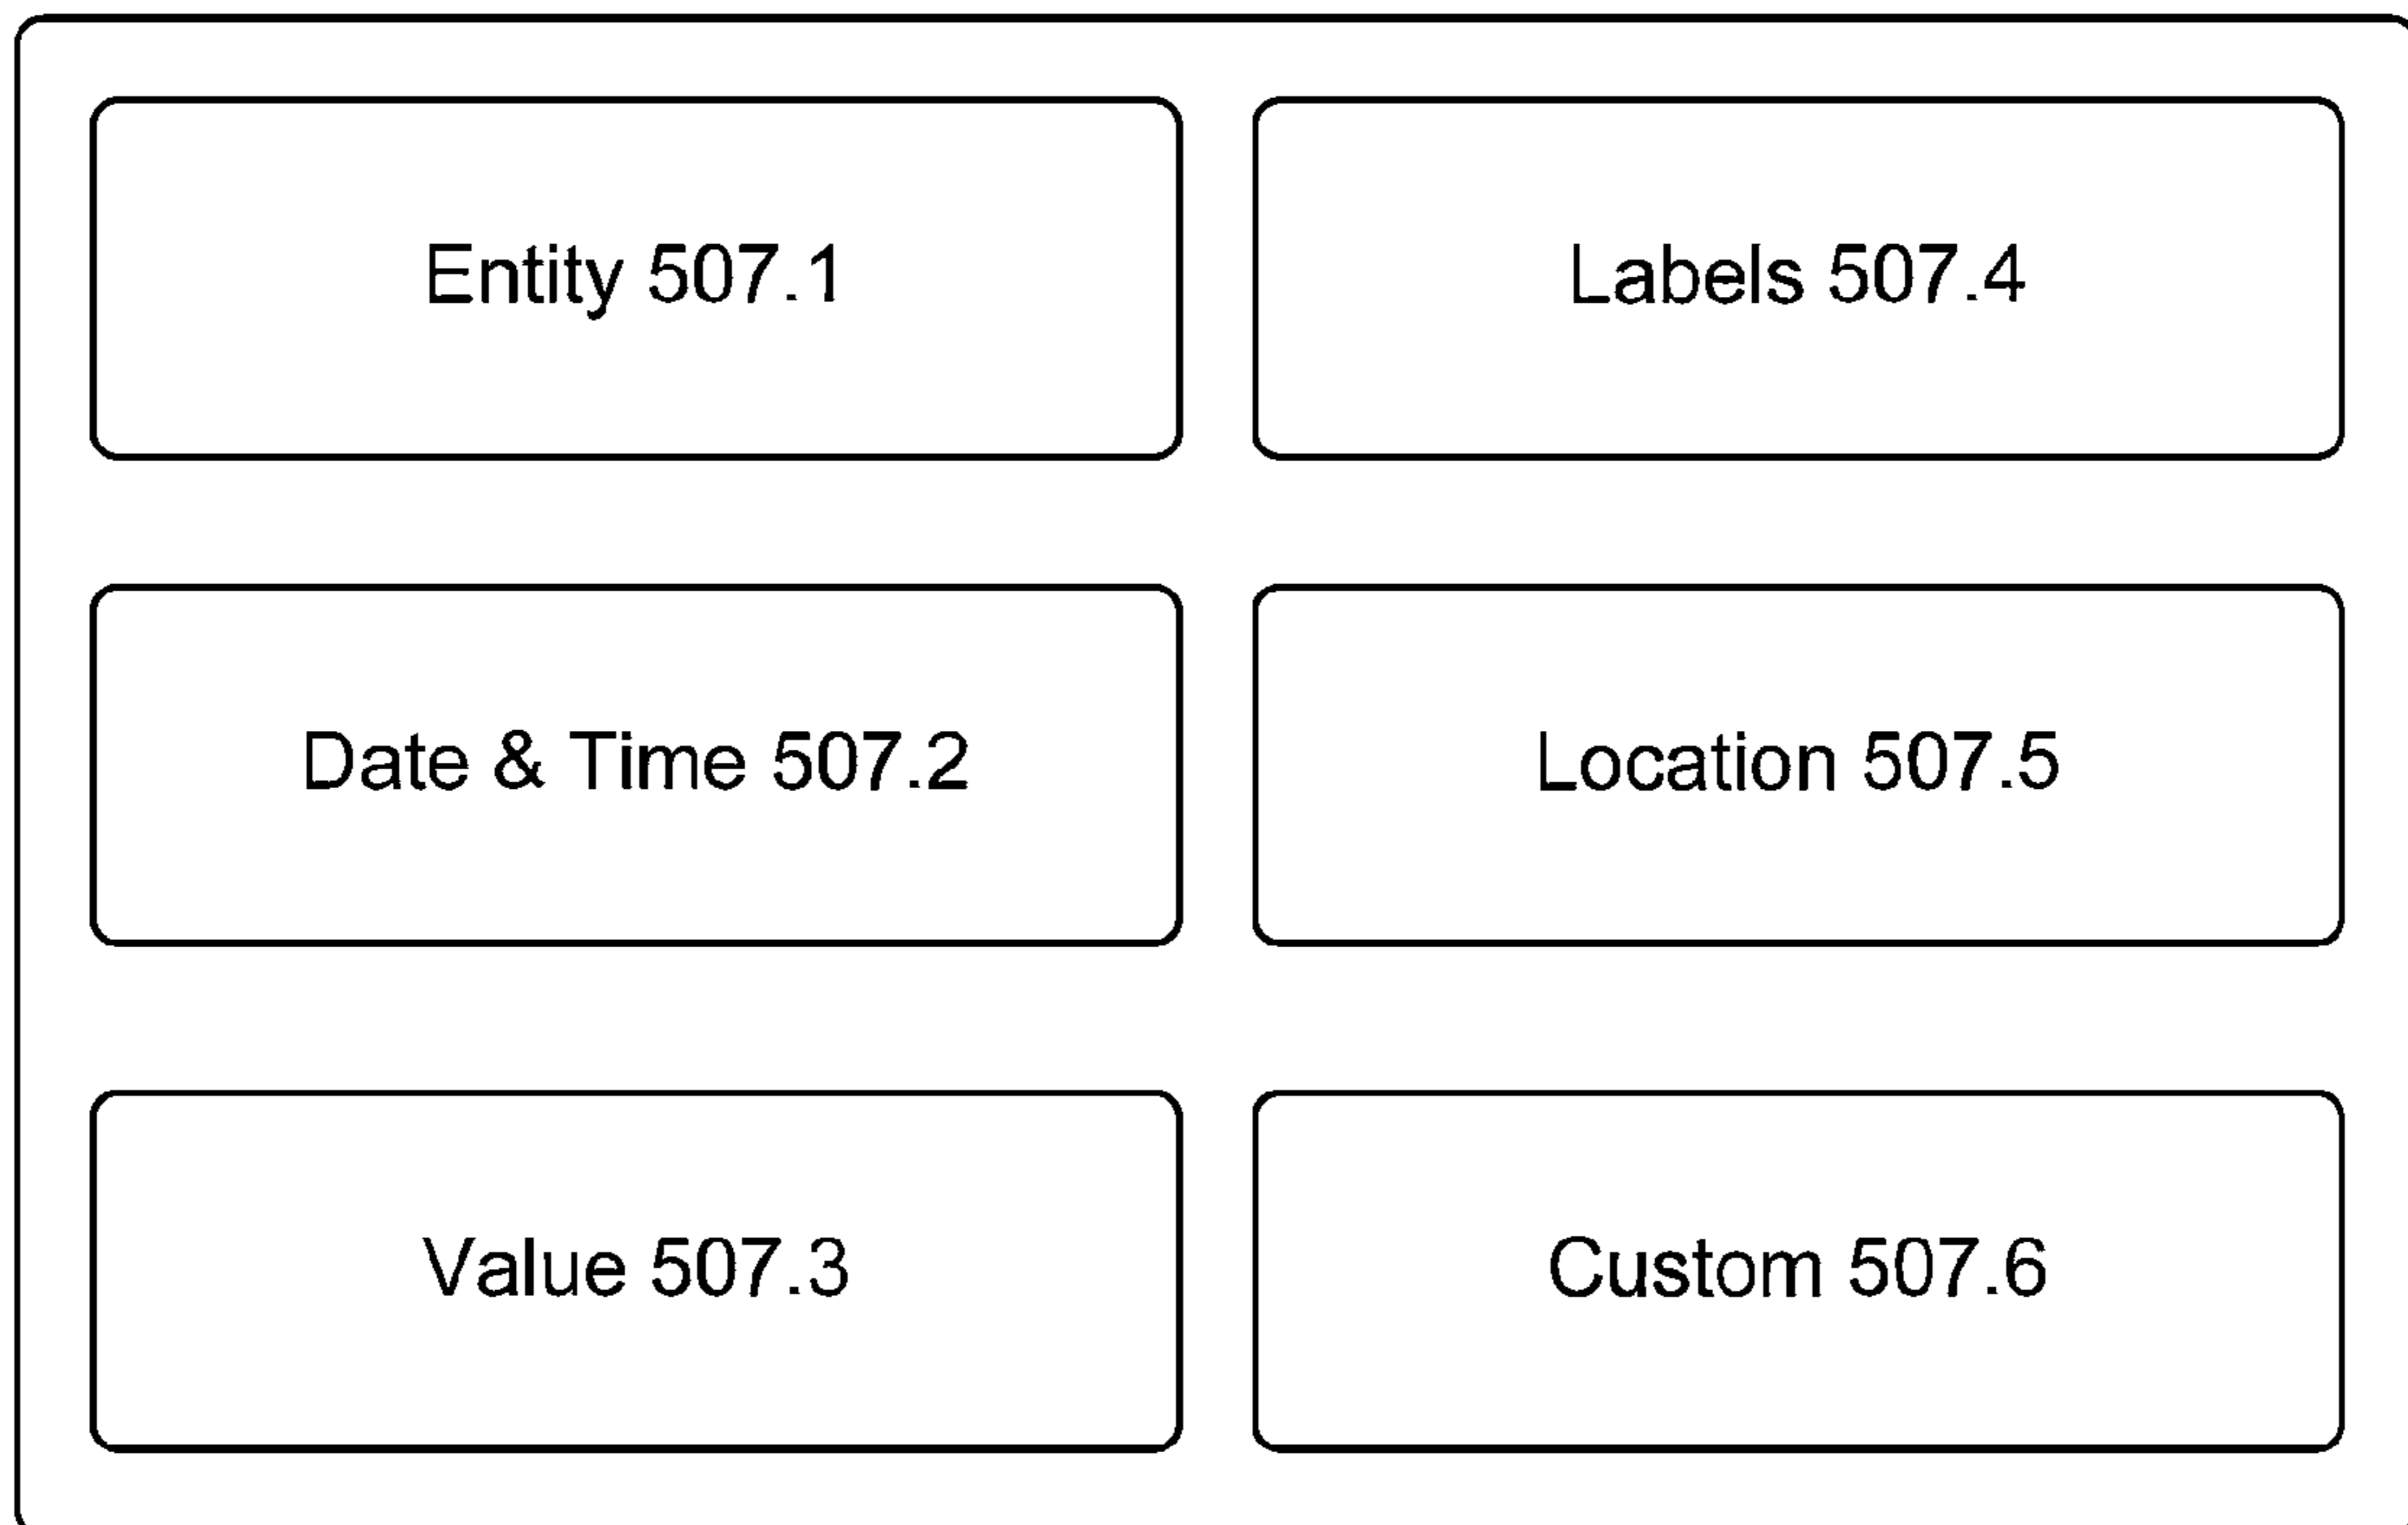 Entity 507.1
Labels 507.4
Date & Time 507.2
Location 507.5
Value 507.3
Custom 507.6